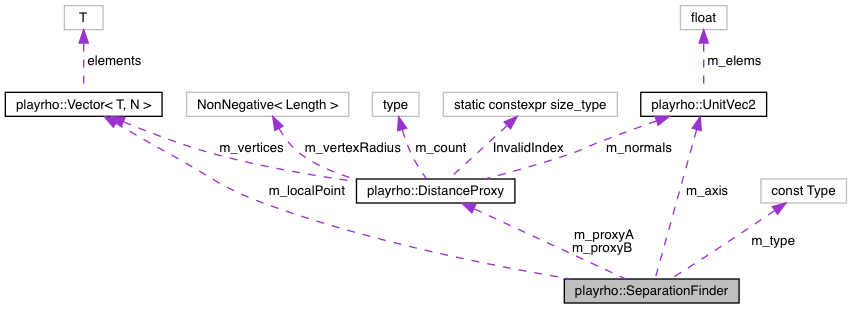 T
float
elements
m_elems
playrho::Vector< T, N >
NonNegative< Length >
type
static constexpr size_type
playrho::UnitVec2
m_vertices
m_vertexRadius
m_count
InvalidIndex
m_normals
m_localPoint
playrho::DistanceProxy
m_axis
const Type
m_proxyA
m_proxyB
m_type
playrho::SeparationFinder